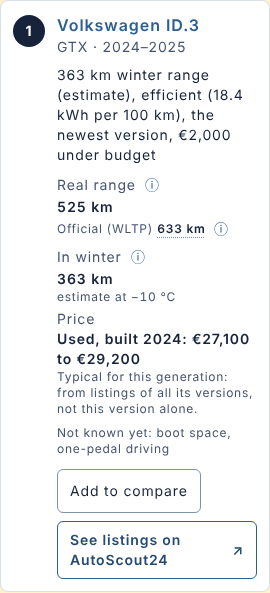 1
Volkswagen ID.3
GTX · 2024–2025
363 km winter range
(estimate), efficient (18.4
kWh per 100 km), the
newest version, €2,000
under budget
Real range ⓘ
525 km
Official (WLTP) 633 km ⓘ
In winter ⓘ
363 km
estimate at −10 °C
Price
Used, built 2024: €27,100
to €29,200
Typical for this generation:
from listings of all its versions,
not this version alone.
Not known yet: boot space,
one-pedal driving
Add to compare
See listings on
AutoScout24